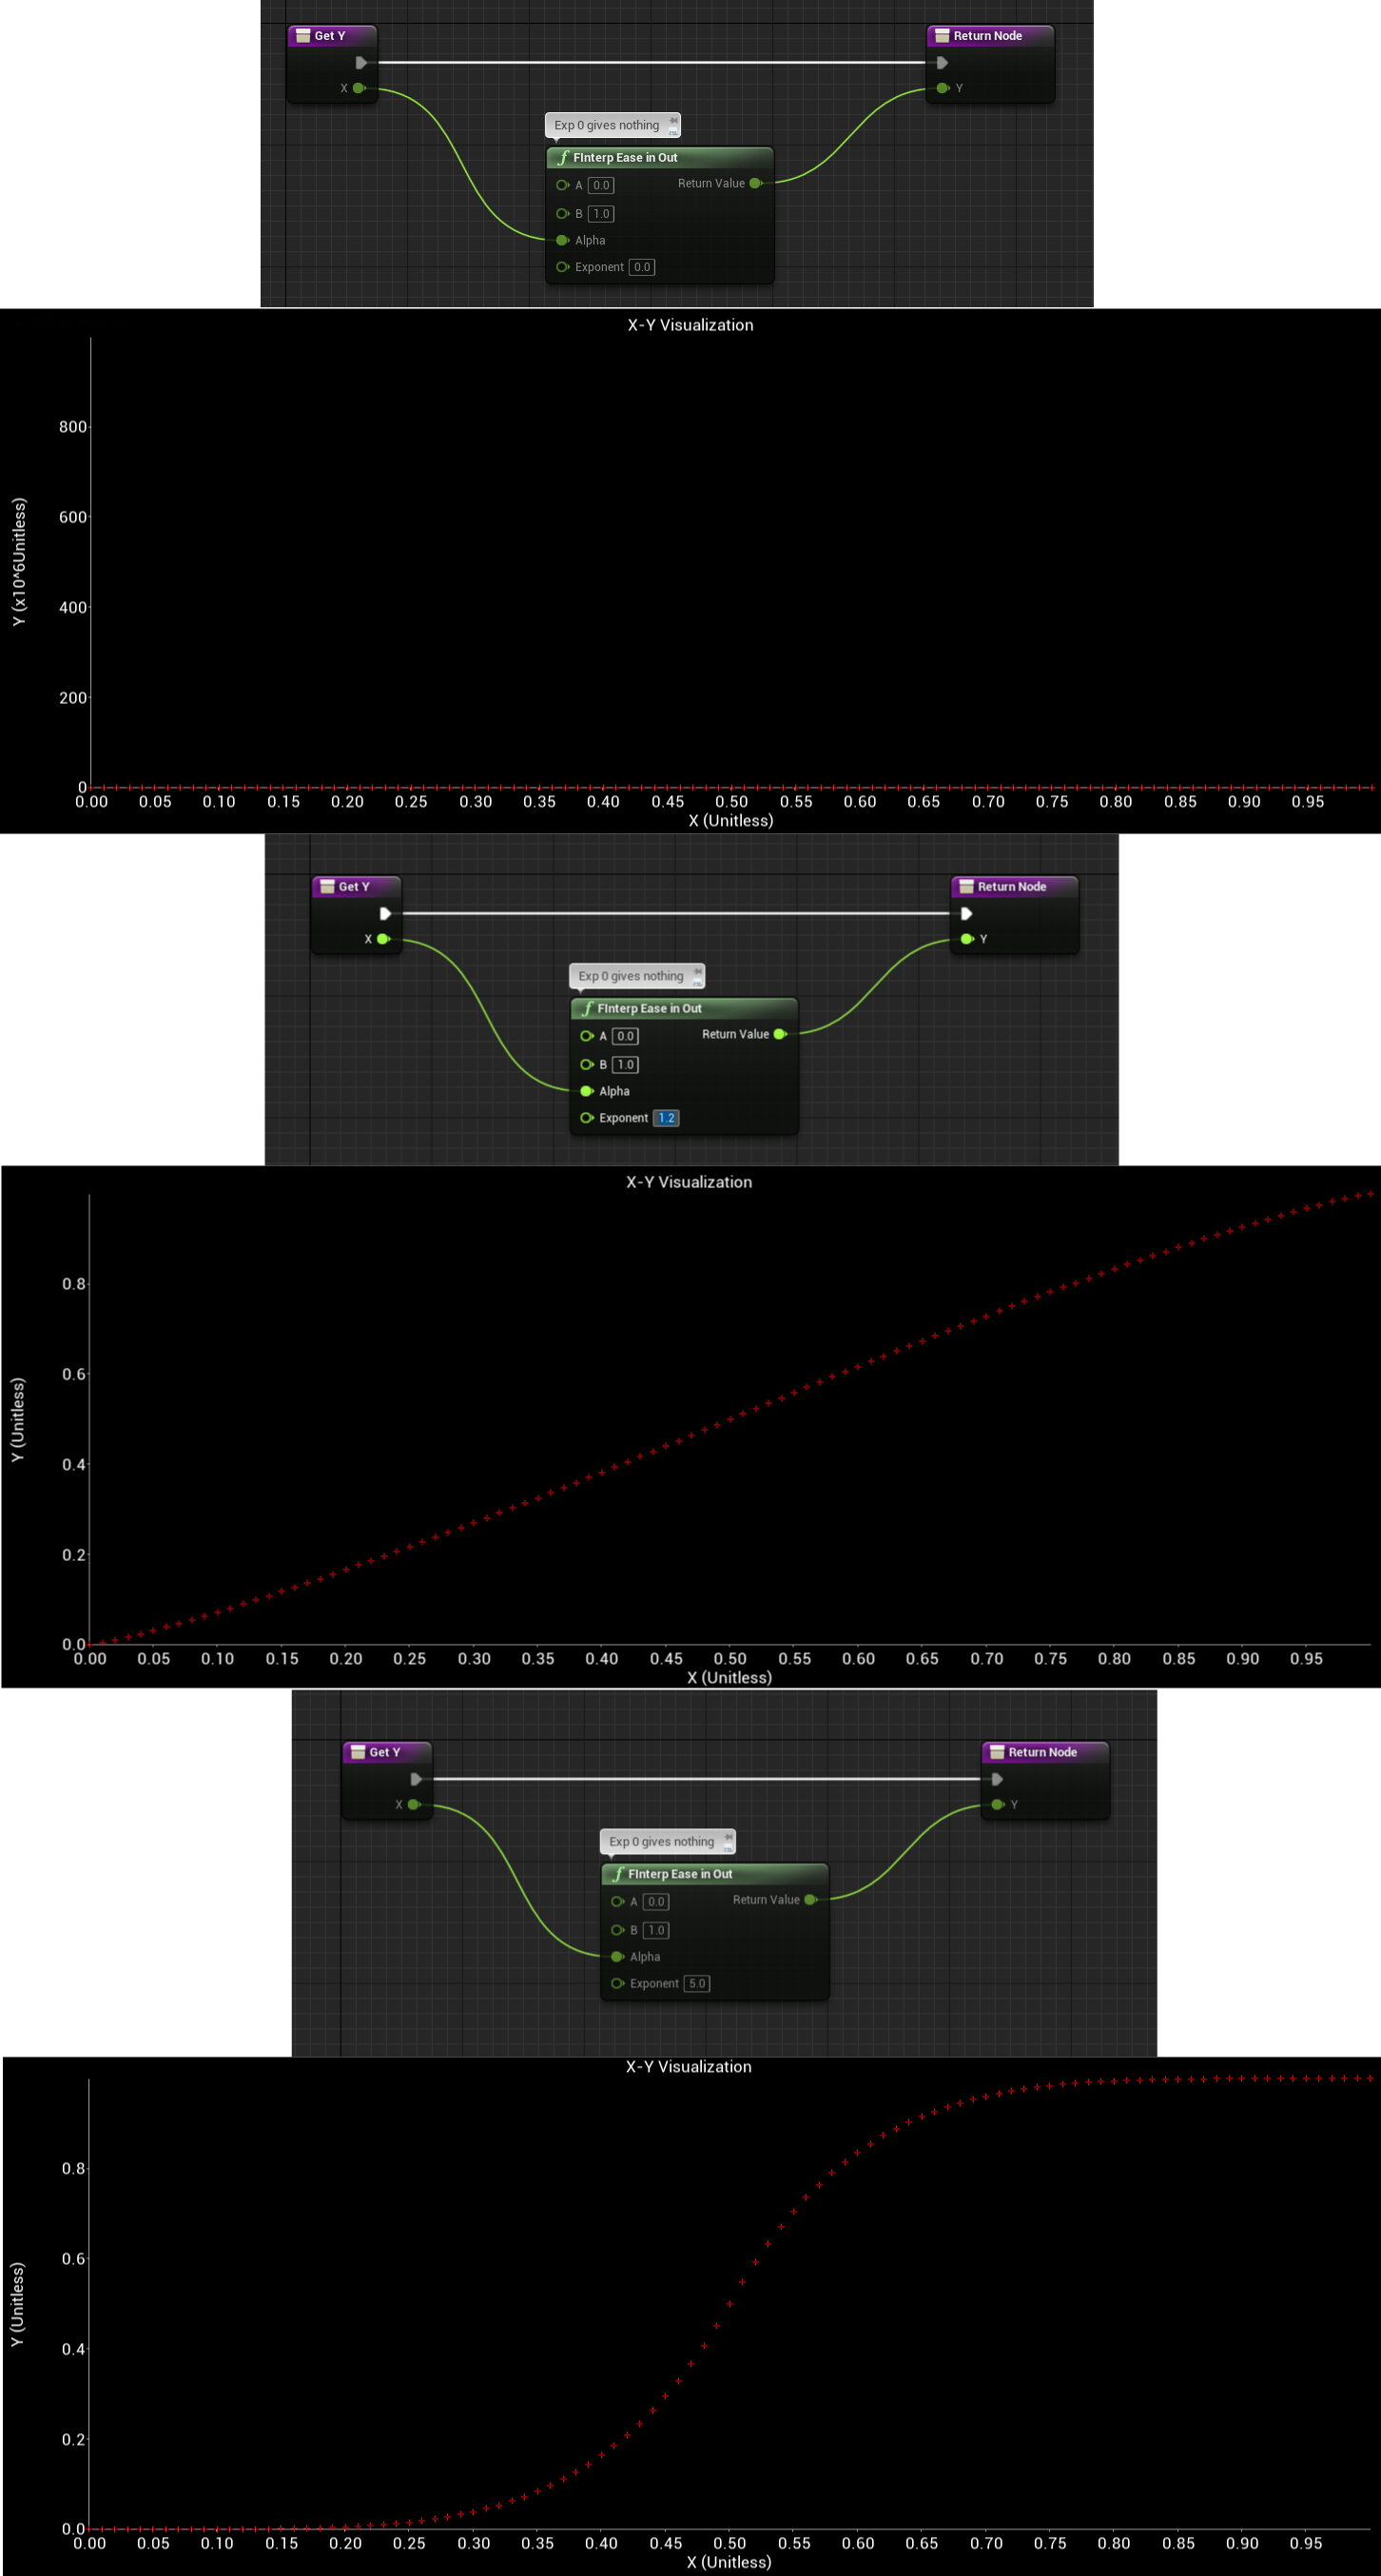 Get Y
Return Node
X
Y
Exp 0 gives nothing
f FInterp Ease in Out
A 0.0
Return Value
B 1.0
Alpha
Exponent 0.0
X-Y Visualization
Y (x10^6Unitless)
800
600
400
200
0
0.00 0.05 0.10 0.15 0.20 0.25 0.30 0.35 0.40 0.45 0.50 0.55 0.60 0.65 0.70 0.75 0.80 0.85 0.90 0.95
X (Unitless)
Get Y
Return Node
X
Y
Exp 0 gives nothing
f FInterp Ease in Out
A 0.0
Return Value
B 1.0
Alpha
Exponent 1.2
X-Y Visualization
Y (Unitless)
0.8
0.6
0.4
0.2
0.0
0.00 0.05 0.10 0.15 0.20 0.25 0.30 0.35 0.40 0.45 0.50 0.55 0.60 0.65 0.70 0.75 0.80 0.85 0.90 0.95
X (Unitless)
Get Y
Return Node
X
Y
Exp 0 gives nothing
f FInterp Ease in Out
A 0.0
Return Value
B 1.0
Alpha
Exponent 5.0
X-Y Visualization
Y (Unitless)
0.8
0.6
0.4
0.2
0.0
0.00 0.05 0.10 0.15 0.20 0.25 0.30 0.35 0.40 0.45 0.50 0.55 0.60 0.65 0.70 0.75 0.80 0.85 0.90 0.95
X (Unitless)